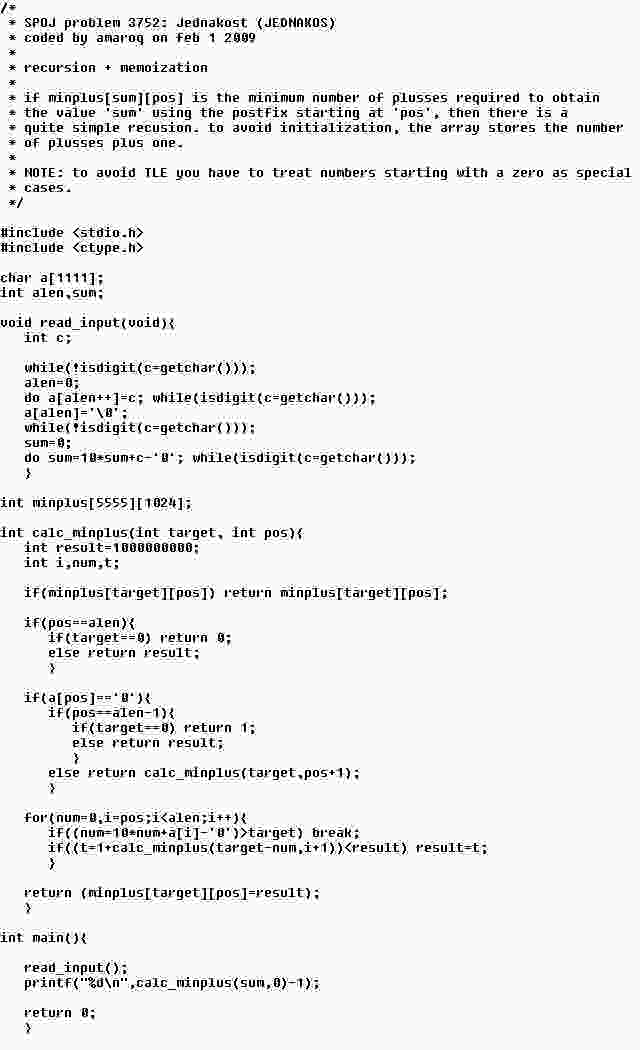 /*
 * SPOJ problem 3752: Jednakost (JEDNAKOS)
 * coded by amaroq on feb 1 2009
 *
 * recursion + memoization
 *
 * if minplus[sum][pos] is the minimum number of plusses required to obtain
 * the value 'sum' using the postfix starting at 'pos', then there is a
 * quite simple recusion. to avoid initialization, the array stores the number
 * of plusses plus one.
 *
 * NOTE: to avoid TLE you have to treat numbers starting with a zero as special
 * cases.
 */

#include <stdio.h>
#include <ctype.h>

char a[1111];
int alen,sum;

void read_input(void){
   int c;

   while(!isdigit(c=getchar()));
   alen=0;
   do a[alen++]=c; while(isdigit(c=getchar()));
   a[alen]='\0';
   while(!isdigit(c=getchar()));
   sum=0;
   do sum=10*sum+c-'0'; while(isdigit(c=getchar()));
   }

int minplus[5555][1024];

int calc_minplus(int target, int pos){
   int result=1000000000;
   int i,num,t;

   if(minplus[target][pos]) return minplus[target][pos];

   if(pos==alen){
      if(target==0) return 0;
      else return result;
      }

   if(a[pos]=='0'){
      if(pos==alen-1){
         if(target==0) return 1;
         else return result;
         }
      else return calc_minplus(target,pos+1);
      }

   for(num=0,i=pos;i<alen;i++){
      if((num=10*num+a[i]-'0')>target) break;
      if((t=1+calc_minplus(target-num,i+1))<result) result=t;
      }

   return (minplus[target][pos]=result);
   }

int main(){

   read_input();
   printf("%d\n",calc_minplus(sum,0)-1);

   return 0;
   }